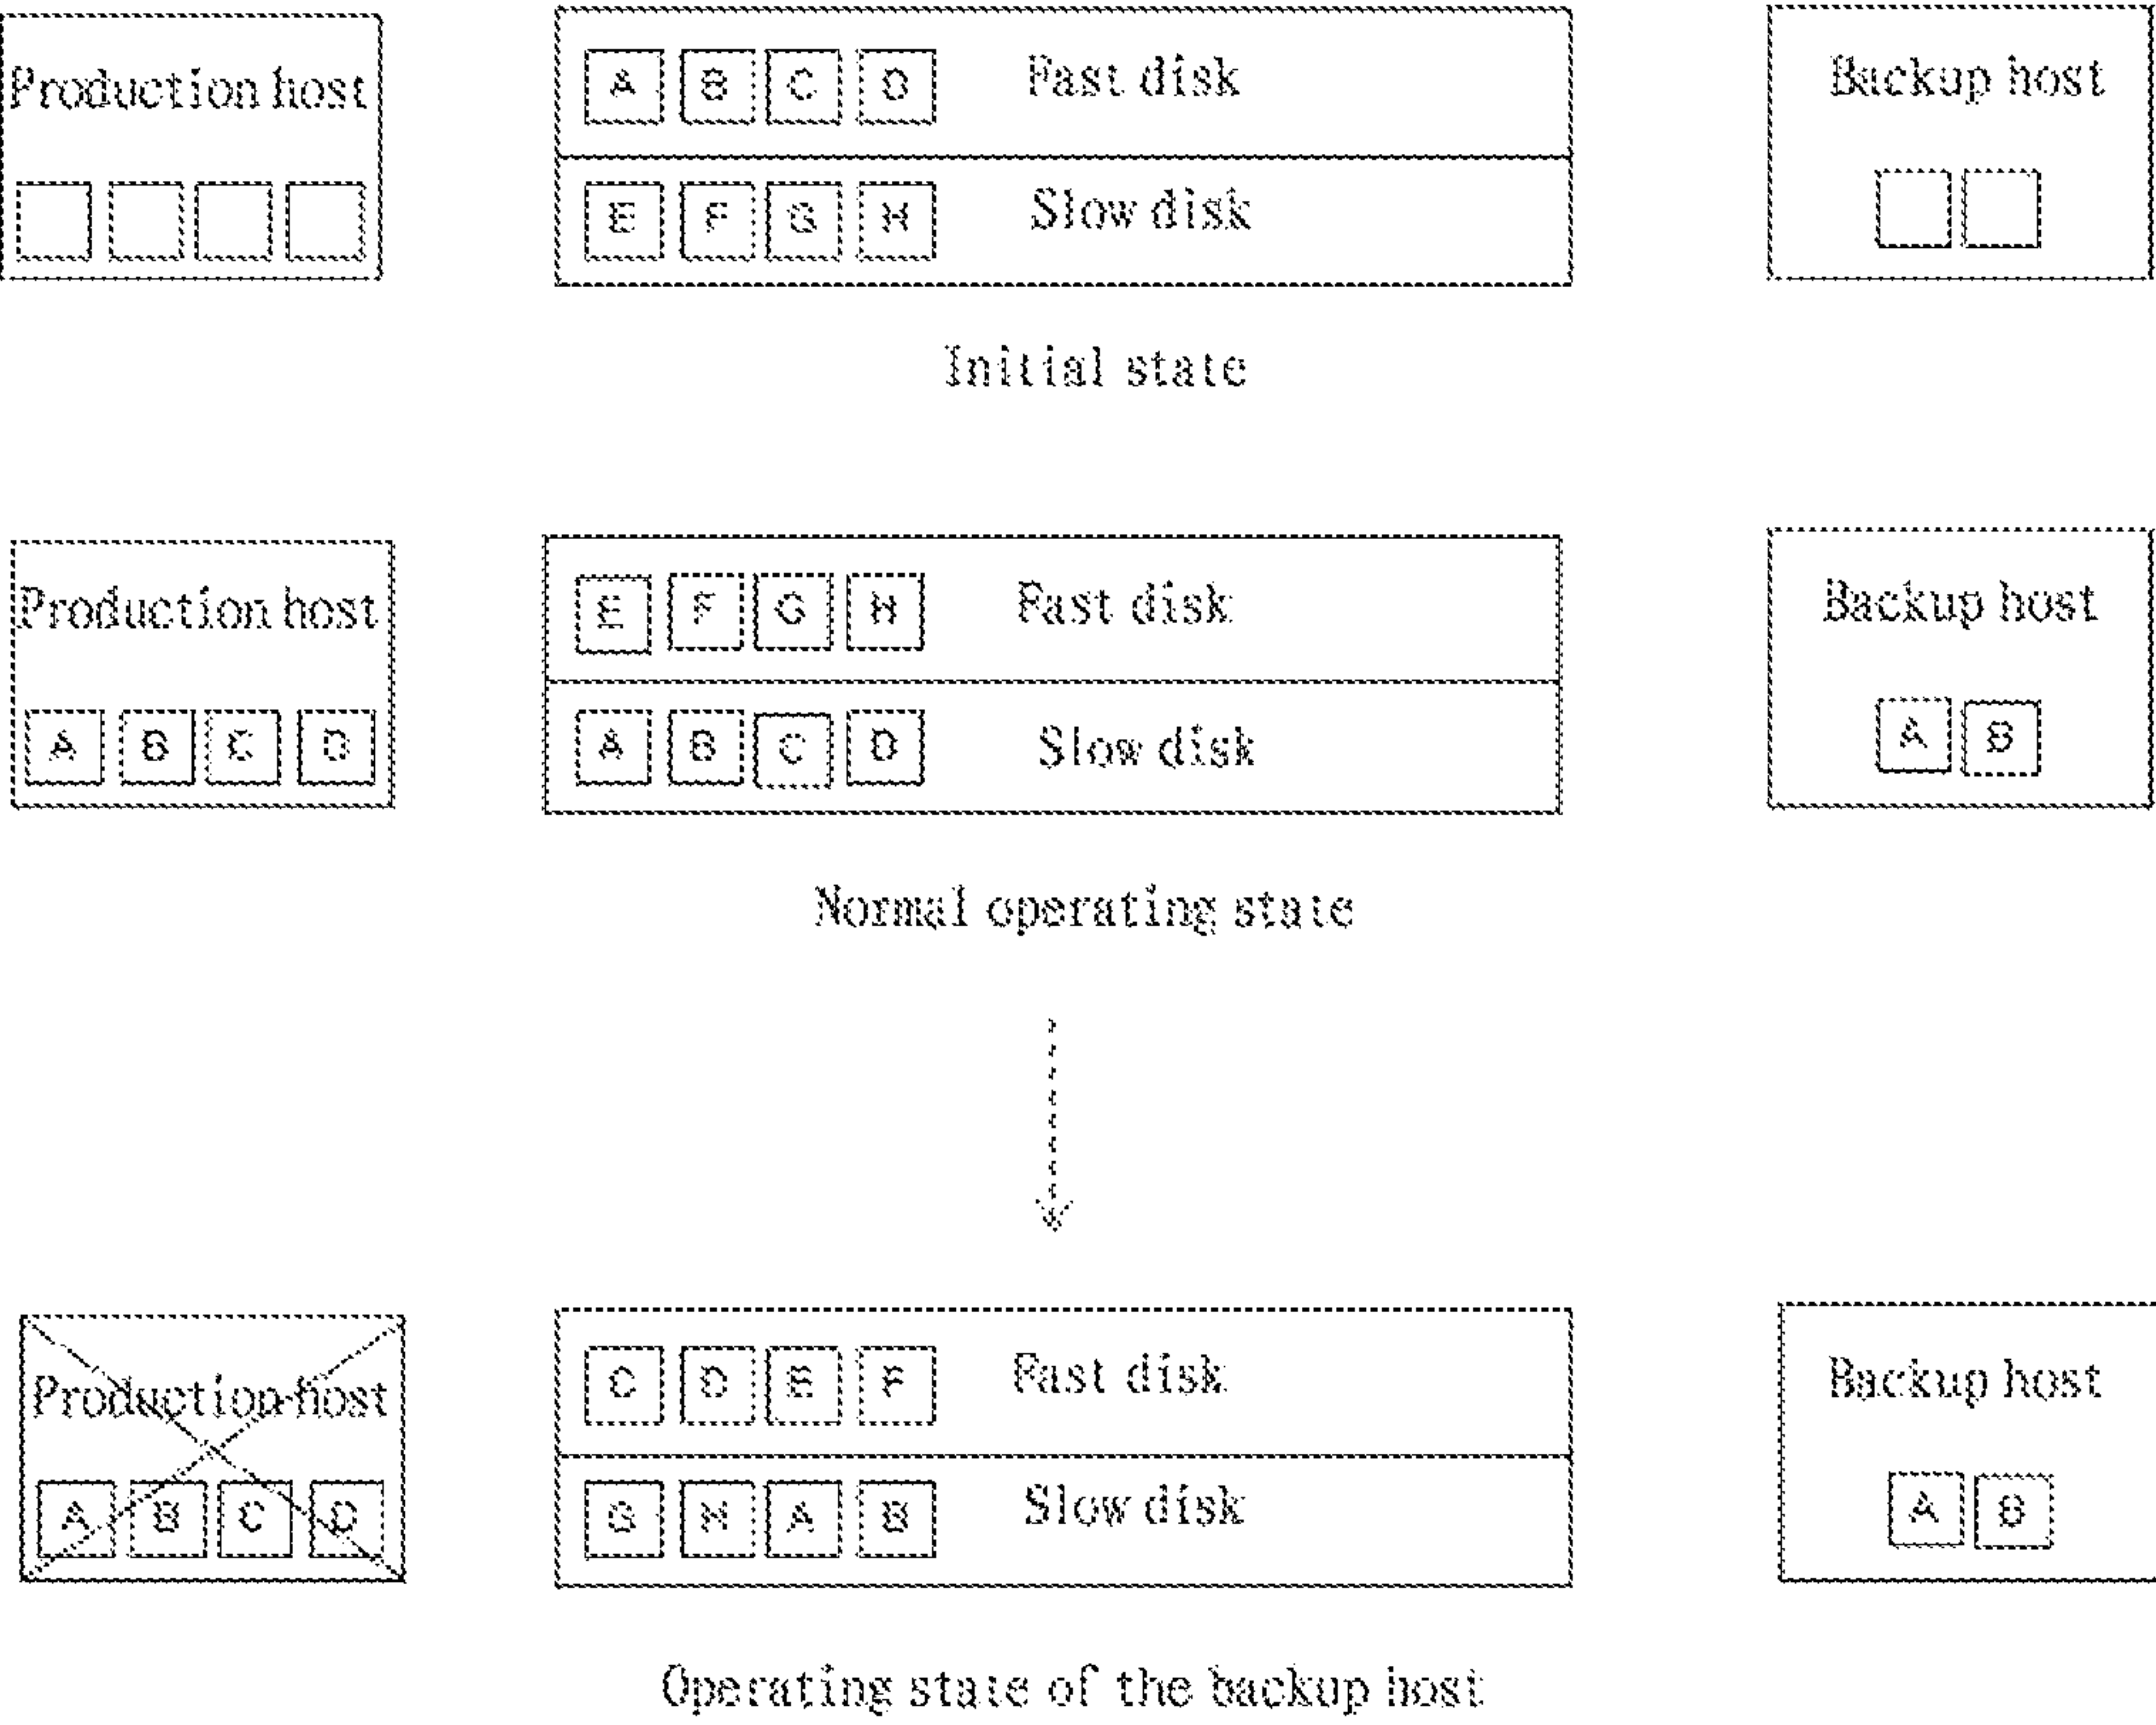 Production host
A B C D Fast disk
Backup host
E F G H Slow disk
Initial state
Production host
E F G H Fast disk
Backup host
A B C D
A B C D Slow disk
A B
Normal operating state
Production host
C D E F Fast disk
Backup host
A B C D
G H A B Slow disk
A B
Operating state of the backup host